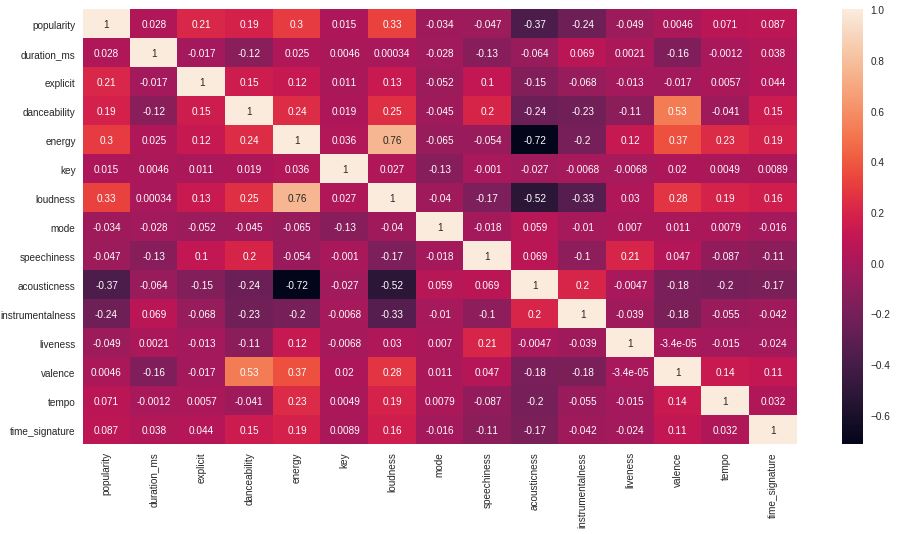 popularity 1 0.028 0.21 0.19 0.3 0.015 0.33 -0.034 -0.047 -0.37 -0.24 -0.049 0.0046 0.071 0.087
duration_ms 0.028 1 -0.017 -0.12 0.025 0.0046 0.00034 -0.028 -0.13 -0.064 0.069 0.0021 -0.16 -0.0012 0.038
explicit 0.21 -0.017 1 0.15 0.12 0.011 0.13 -0.052 0.1 -0.15 -0.068 -0.013 -0.017 0.0057 0.044
danceability 0.19 -0.12 0.15 1 0.24 0.019 0.25 -0.045 0.2 -0.24 -0.23 -0.11 0.53 -0.041 0.15
energy 0.3 0.025 0.12 0.24 1 0.036 0.76 -0.065 -0.054 -0.72 -0.2 0.12 0.37 0.23 0.19
key 0.015 0.0046 0.011 0.019 0.036 1 0.027 -0.13 -0.001 -0.027 -0.0068 -0.0068 0.02 0.0049 0.0089
loudness 0.33 0.00034 0.13 0.25 0.76 0.027 1 -0.04 -0.17 -0.52 -0.33 0.03 0.28 0.19 0.16
mode -0.034 -0.028 -0.052 -0.045 -0.065 -0.13 -0.04 1 -0.018 0.059 -0.01 0.007 0.011 0.0079 -0.016
speechiness -0.047 -0.13 0.1 0.2 -0.054 -0.001 -0.17 -0.018 1 0.069 -0.1 0.21 0.047 -0.087 -0.11
acousticness -0.37 -0.064 -0.15 -0.24 -0.72 -0.027 -0.52 0.059 0.069 1 0.2 -0.0047 -0.18 -0.2 -0.17
instrumentalness -0.24 0.069 -0.068 -0.23 -0.2 -0.0068 -0.33 -0.01 -0.1 0.2 1 -0.039 -0.18 -0.055 -0.042
liveness -0.049 0.0021 -0.013 -0.11 0.12 -0.0068 0.03 0.007 0.21 -0.0047 -0.039 1 -3.4e-05 -0.015 -0.024
valence 0.0046 -0.16 -0.017 0.53 0.37 0.02 0.28 0.011 0.047 -0.18 -0.18 -3.4e-05 1 0.14 0.11
tempo 0.071 -0.0012 0.0057 -0.041 0.23 0.0049 0.19 0.0079 -0.087 -0.2 -0.055 -0.015 0.14 1 0.032
time_signature 0.087 0.038 0.044 0.15 0.19 0.0089 0.16 -0.016 -0.11 -0.17 -0.042 -0.024 0.11 0.032 1
popularity duration_ms explicit danceability energy key loudness mode speechiness acousticness instrumentalness liveness valence tempo time_signature
1.0
0.8
0.6
0.4
0.2
0.0
−0.2
−0.4
−0.6